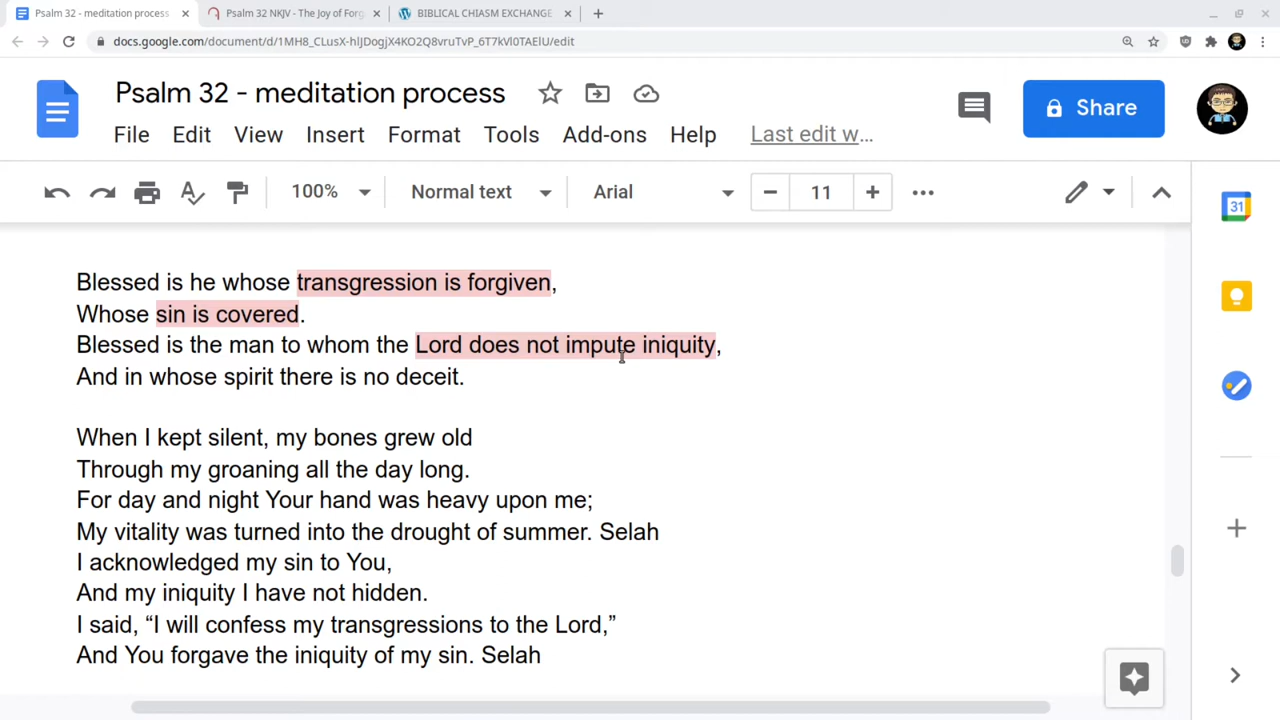 Psalm 32 - meditation process
Psalm 32 NKJV - The Joy of Forg
BIBLICAL CHIASM EXCHANGE
docs.google.com/document/d/1MH8_CLusX-hlJDogjX4KO2Q8vruTvP_6T7kVl0TAElU/edit
Psalm 32 - meditation process
File Edit View Insert Format Tools Add-ons Help Last edit w...
Share
100% Normal text Arial 11
31
Blessed is he whose transgression is forgiven,
Whose sin is covered.
Blessed is the man to whom the Lord does not impute iniquity,
And in whose spirit there is no deceit.
When I kept silent, my bones grew old
Through my groaning all the day long.
For day and night Your hand was heavy upon me;
My vitality was turned into the drought of summer. Selah
I acknowledged my sin to You,
And my iniquity I have not hidden.
I said, “I will confess my transgressions to the Lord,”
And You forgave the iniquity of my sin. Selah